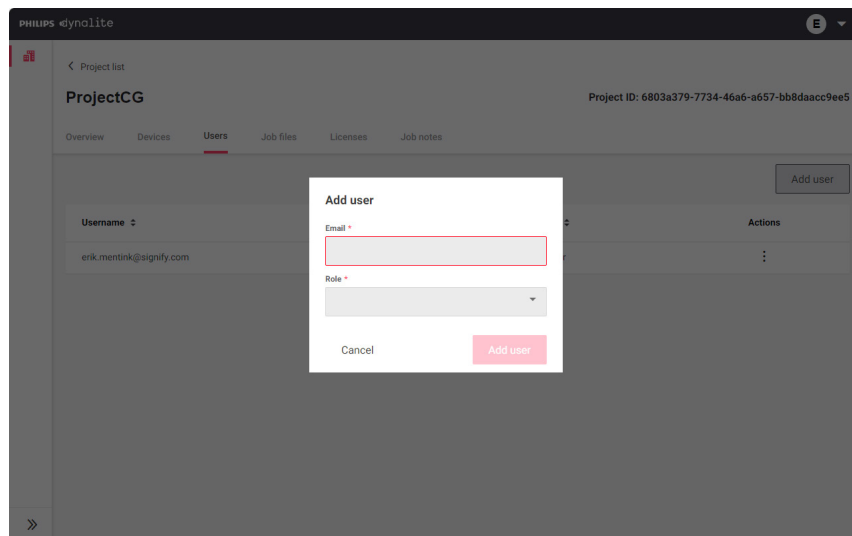 PHILIPS dynalite E
Project list
ProjectCG Project ID: 6803a379-7734-46a6-a657-bb8daacc9ee5
Overview Devices Users Job files Licenses Job notes
Add user
Add user
Username Actions
Email *
erik.mentink@signify.com
Role *
Cancel Add user